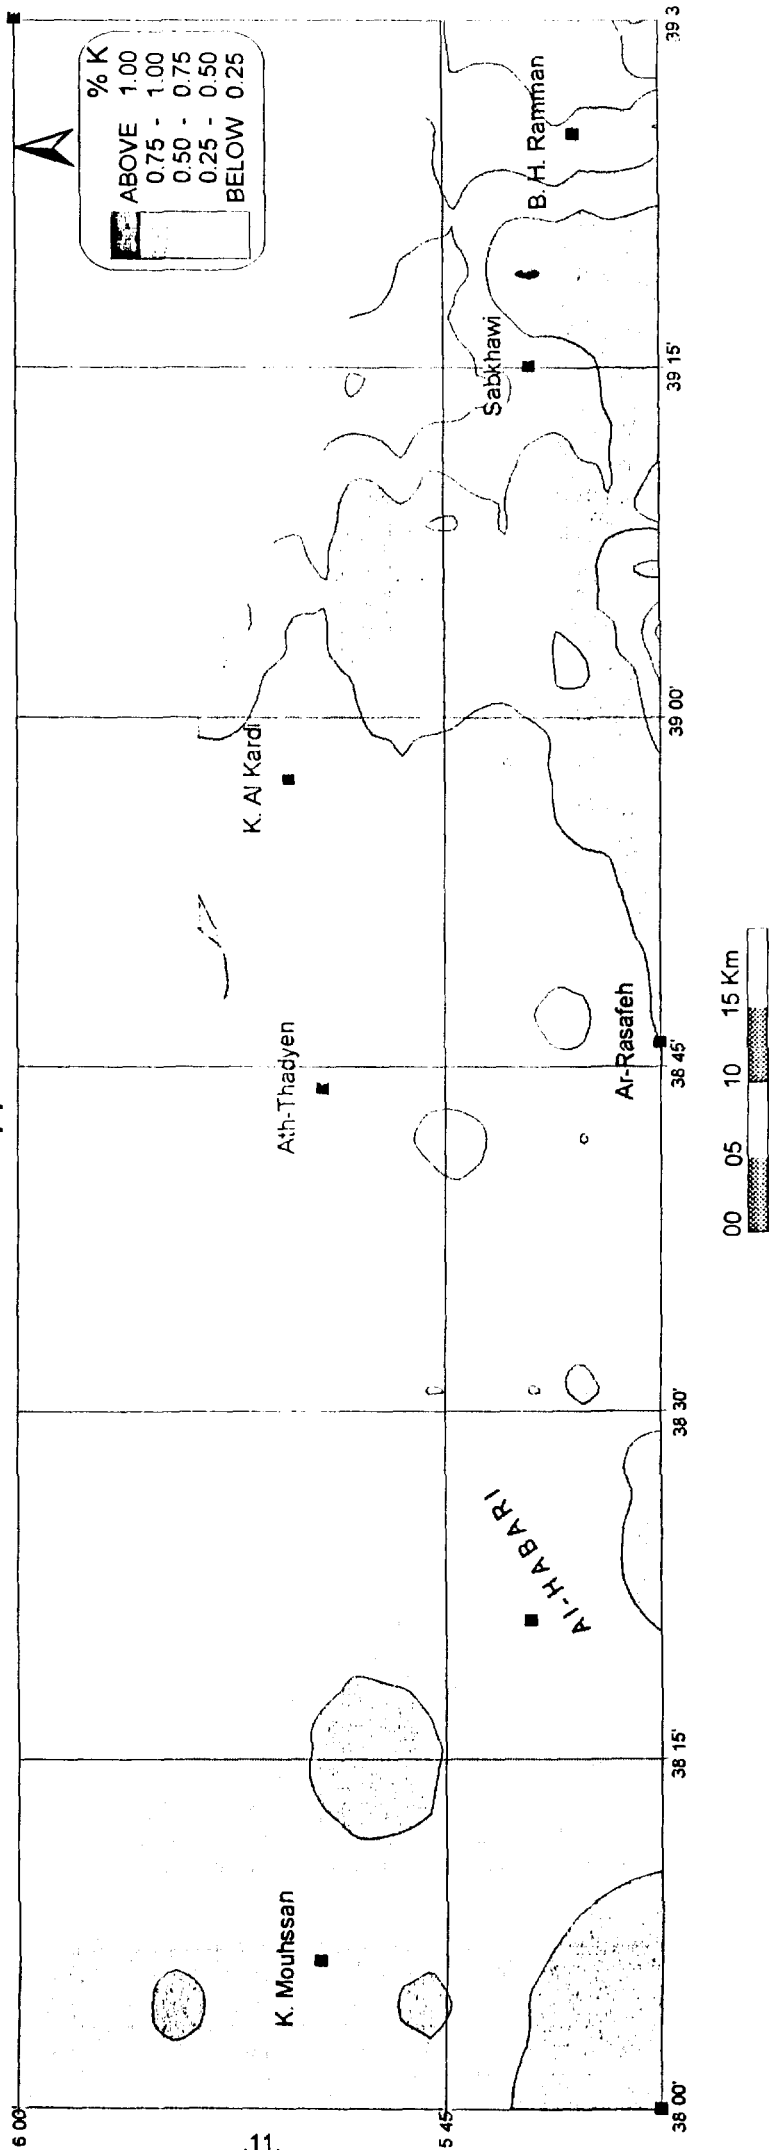 % K
ABOVE 1.00
0.75 - 1.00
0.50 - 0.75
0.25 - 0.50
BELOW 0.25
6 00'
K. Al Kardi
Ath-Thadyen
K. Mouhssan
.11.
5 45
B. H. Ramman
Sabkhawi
Al-HABARI
Ar-Rasafeh
38 00'
38 15'
38 30'
38 45'
39 00'
39 15'
39 3
00 05 10 15 Km